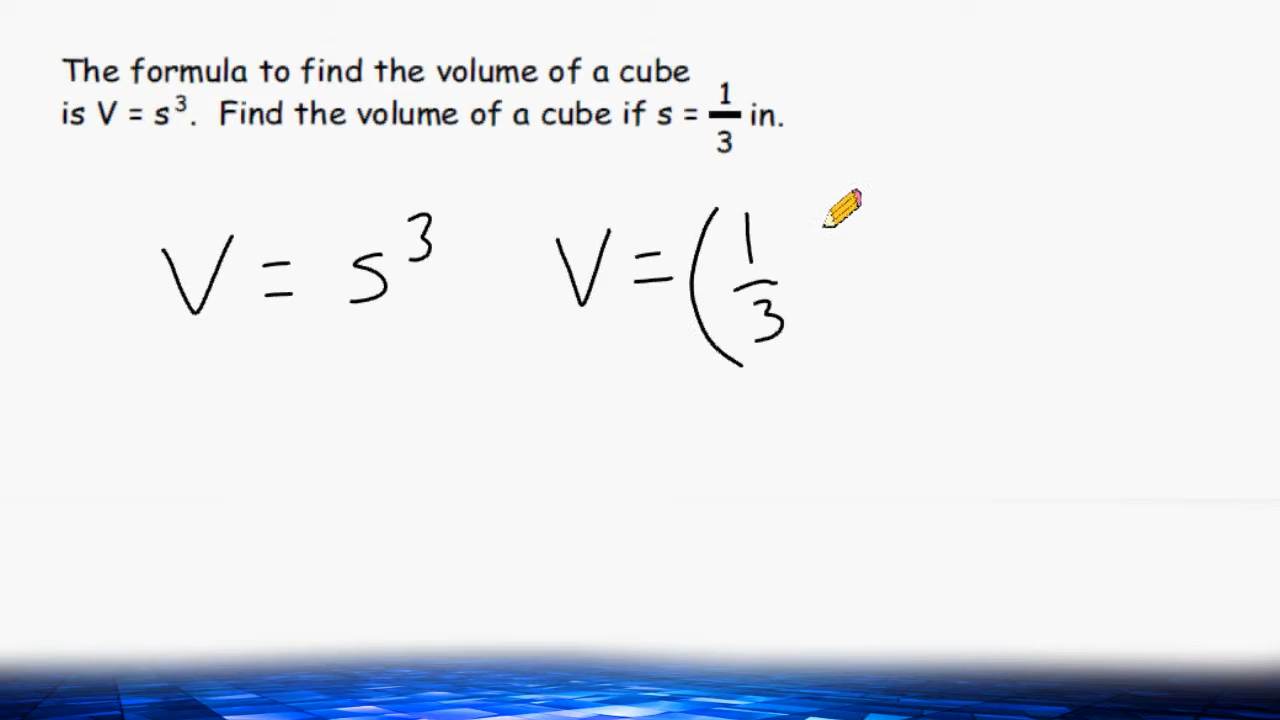 The formula to find the volume of a cube
is V = s³. Find the volume of a cube if s = 1/3 in.
V = s³ V = (1/3